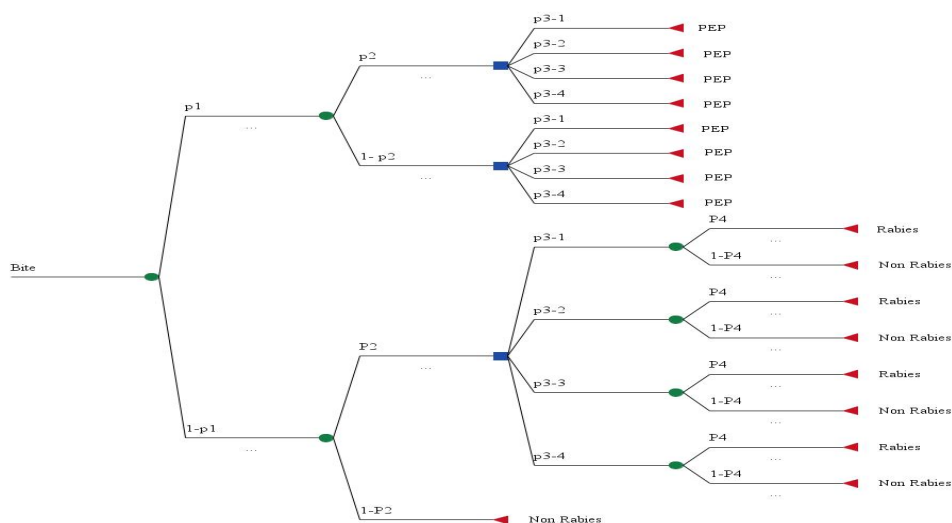 p3-1
PEP
p3-2
PEP
p2
p3-3
PEP
...
p3-4
PEP
p1
...
p3-1
PEP
1- p2
p3-2
PEP
...
p3-3
PEP
p3-4
PEP
P4
Rabies
...
p3-1
1-P4
Non Rabies
...
Bite
P4
Rabies
...
p3-2
1-P4
Non Rabies
...
P2
...
P4
Rabies
...
p3-3
1-P4
Non Rabies
...
1-p1
...
P4
Rabies
...
p3-4
1-P4
Non Rabies
...
1-P2
Non Rabies